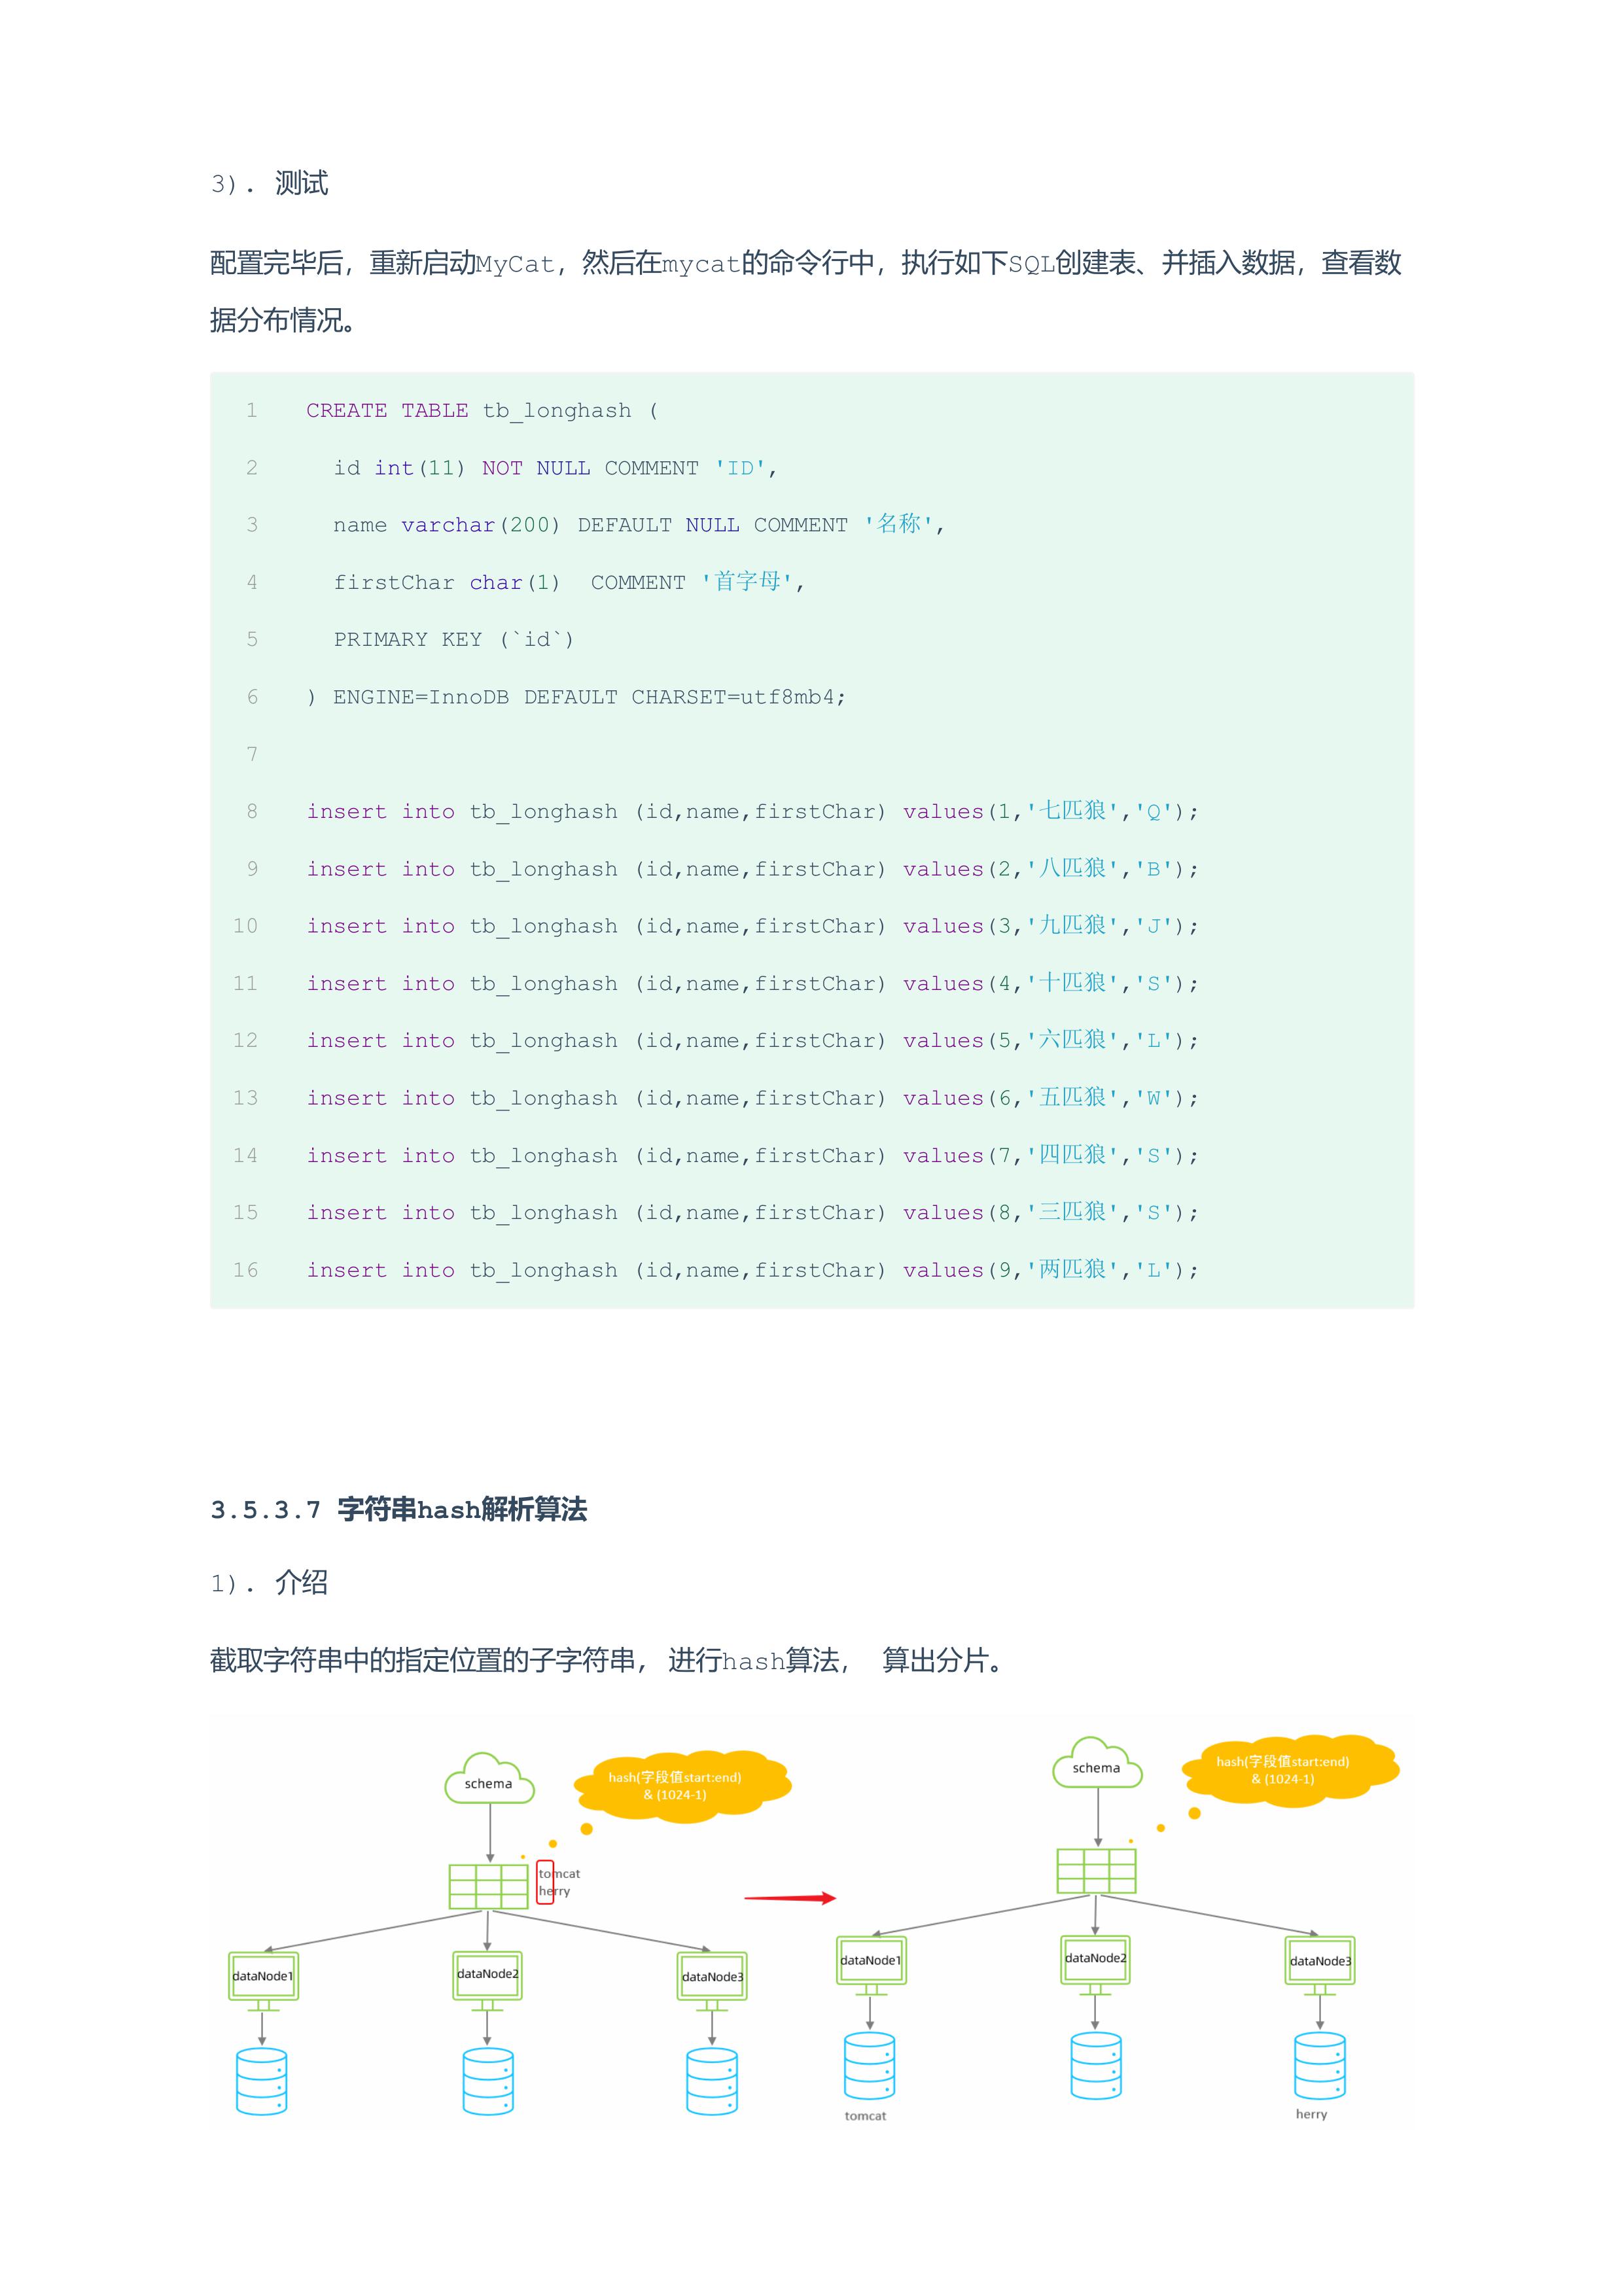 3). 测试
配置完毕后，重新启动MyCat，然后在mycat的命令行中，执行如下SQL创建表、并插入数据，查看数
据分布情况。
1 CREATE TABLE tb_longhash (
2 id int(11) NOT NULL COMMENT 'ID',
3 name varchar(200) DEFAULT NULL COMMENT '名称',
4 firstChar char(1)  COMMENT '首字母',
5 PRIMARY KEY (`id`)
6 ) ENGINE=InnoDB DEFAULT CHARSET=utf8mb4;
7
8 insert into tb_longhash (id,name,firstChar) values(1,'七匹狼','Q');
9 insert into tb_longhash (id,name,firstChar) values(2,'八匹狼','B');
10 insert into tb_longhash (id,name,firstChar) values(3,'九匹狼','J');
11 insert into tb_longhash (id,name,firstChar) values(4,'十匹狼','S');
12 insert into tb_longhash (id,name,firstChar) values(5,'六匹狼','L');
13 insert into tb_longhash (id,name,firstChar) values(6,'五匹狼','W');
14 insert into tb_longhash (id,name,firstChar) values(7,'四匹狼','S');
15 insert into tb_longhash (id,name,firstChar) values(8,'三匹狼','S');
16 insert into tb_longhash (id,name,firstChar) values(9,'两匹狼','L');
3.5.3.7 字符串hash解析算法
1). 介绍
截取字符串中的指定位置的子字符串， 进行hash算法， 算出分片。
schema
hash(字段值start:end)
& (1024-1)
tomcat
herry
dataNode1
dataNode2
dataNode3
schema
hash(字段值start:end)
& (1024-1)
dataNode1
dataNode2
dataNode3
tomcat
herry